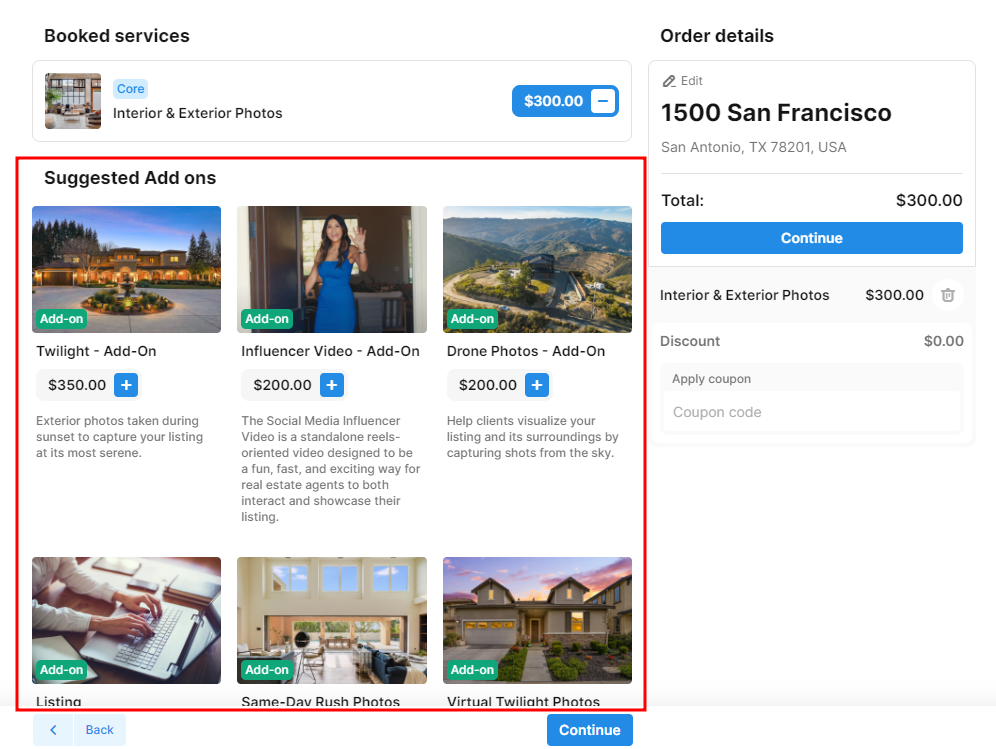 Booked services
Core
Interior & Exterior Photos
$300.00
Suggested Add ons
Add-on
Twilight - Add-On
$350.00
Exterior photos taken during
sunset to capture your listing
at its most serene.
Add-on
Influencer Video - Add-On
$200.00
The Social Media Influencer
Video is a standalone reels-
oriented video designed to be
a fun, fast, and exciting way for
real estate agents to both
interact and showcase their
listing.
Add-on
Drone Photos - Add-On
$200.00
Help clients visualize your
listing and its surroundings by
capturing shots from the sky.
Add-on
Listing
Add-on
Same-Day Rush Photos
Add-on
Virtual Twilight Photos
Back
Continue
Order details
Edit
1500 San Francisco
San Antonio, TX 78201, USA
Total: $300.00
Continue
Interior & Exterior Photos $300.00
Discount $0.00
Apply coupon
Coupon code